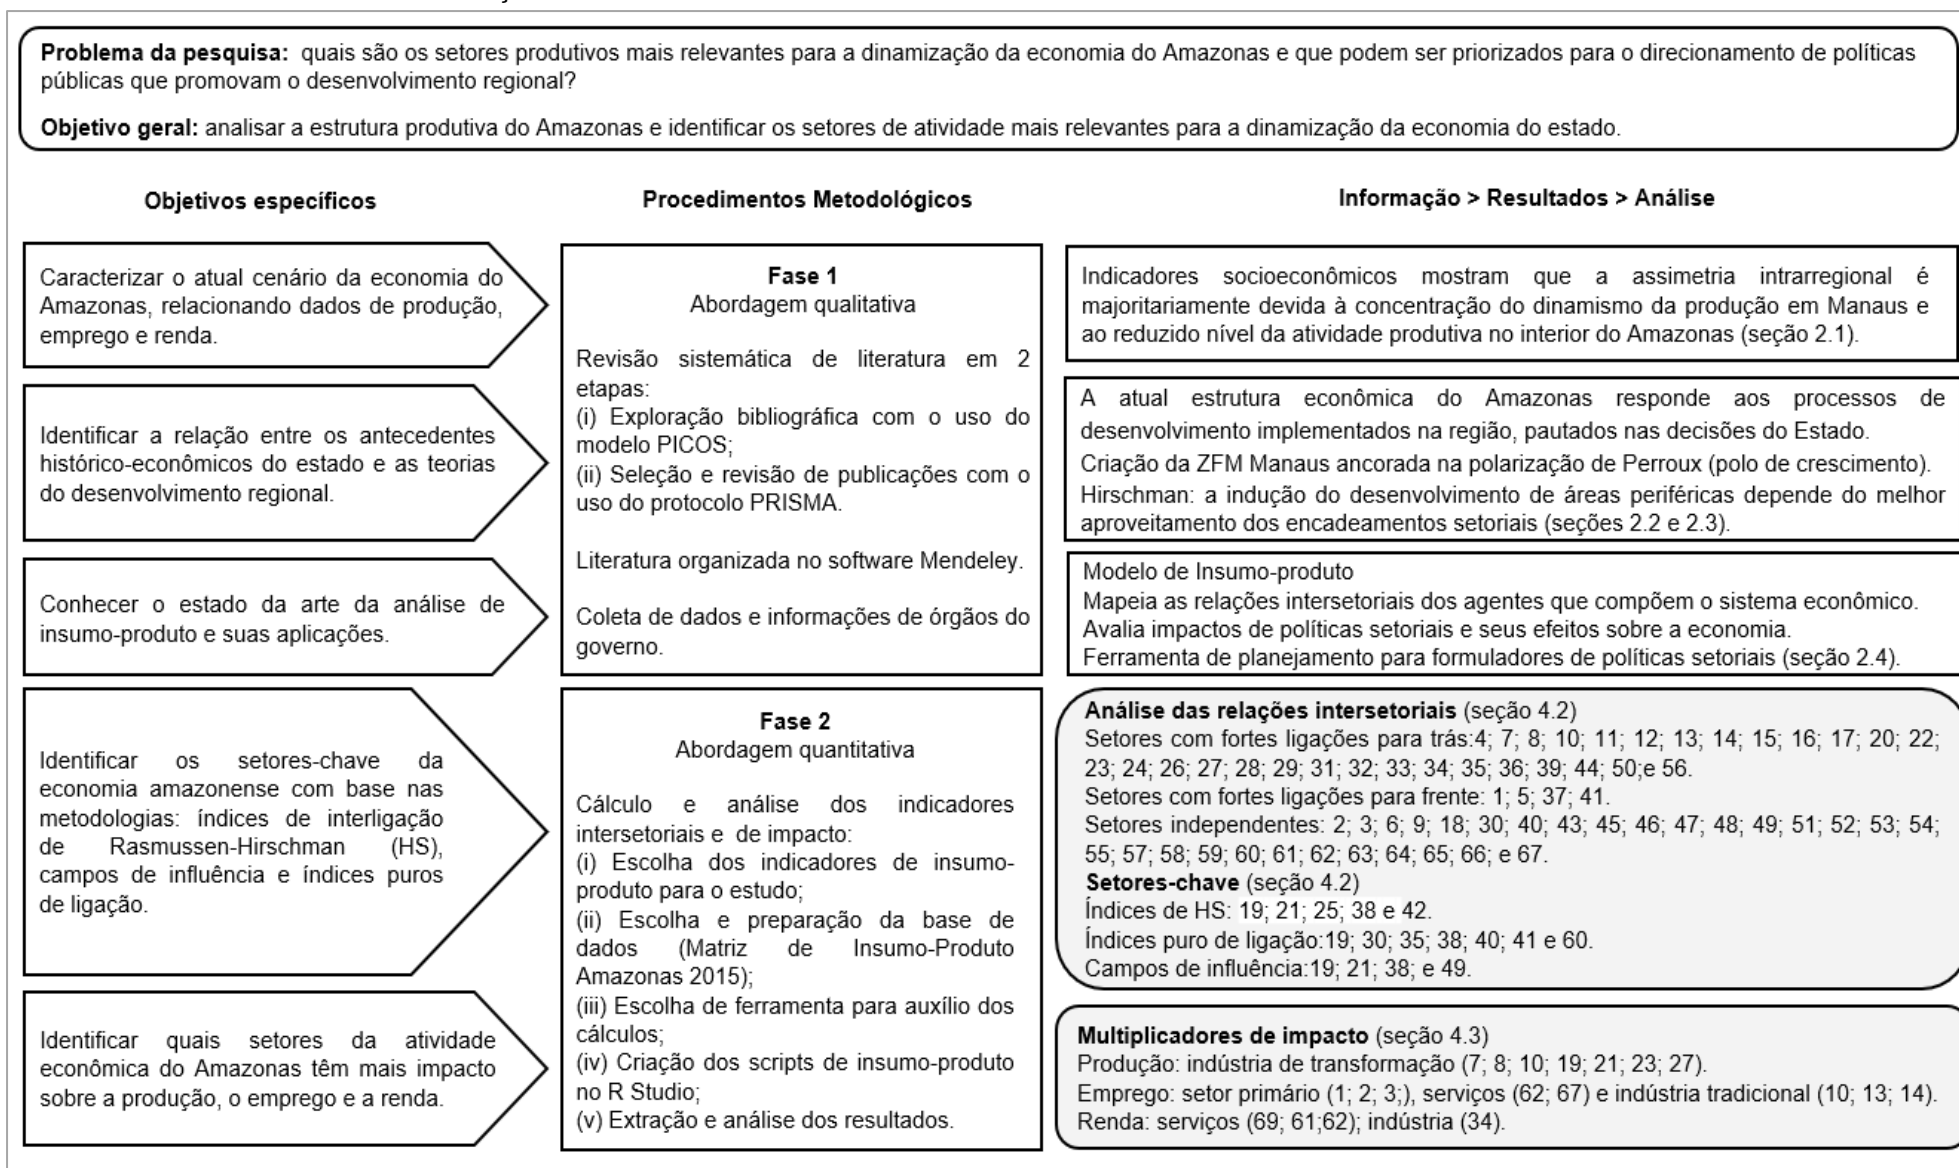 Problema da pesquisa: quais são os setores produtivos mais relevantes para a dinamização da economia do Amazonas e que podem ser priorizados para o direcionamento de políticas
públicas que promovam o desenvolvimento regional?
Objetivo geral: analisar a estrutura produtiva do Amazonas e identificar os setores de atividade mais relevantes para a dinamização da economia do estado.
Objetivos específicos
Caracterizar o atual cenário da economia do
Amazonas, relacionando dados de produção,
emprego e renda.
Identificar a relação entre os antecedentes
histórico-econômicos do estado e as teorias
do desenvolvimento regional.
Conhecer o estado da arte da análise de
insumo-produto e suas aplicações.
Identificar os setores-chave da
economia amazonense com base nas
metodologias: índices de interligação
de Rasmussen-Hirschman (HS),
campos de influência e índices puros
de ligação.
Identificar quais setores da atividade
econômica do Amazonas têm mais impacto
sobre a produção, o emprego e a renda.
Procedimentos Metodológicos
Fase 1
Abordagem qualitativa
Revisão sistemática de literatura em 2
etapas:
(i) Exploração bibliográfica com o uso do
modelo PICOS;
(ii) Seleção e revisão de publicações com o
uso do protocolo PRISMA.
Literatura organizada no software Mendeley.
Coleta de dados e informações de órgãos do
governo.
Fase 2
Abordagem quantitativa
Cálculo e análise dos indicadores
intersetoriais e de impacto:
(i) Escolha dos indicadores de insumo-
produto para o estudo;
(ii) Escolha e preparação da base de
dados (Matriz de Insumo-Produto
Amazonas 2015);
(iii) Escolha de ferramenta para auxílio dos
cálculos;
(iv) Criação dos scripts de insumo-produto
no R Studio;
(v) Extração e análise dos resultados.
Informação > Resultados > Análise
Indicadores socioeconômicos mostram que a assimetria intrarregional é
majoritariamente devida à concentração do dinamismo da produção em Manaus e
ao reduzido nível da atividade produtiva no interior do Amazonas (seção 2.1).
A atual estrutura econômica do Amazonas responde aos processos de
desenvolvimento implementados na região, pautados nas decisões do Estado.
Criação da ZFM Manaus ancorada na polarização de Perroux (polo de crescimento).
Hirschman: a indução do desenvolvimento de áreas periféricas depende do melhor
aproveitamento dos encadeamentos setoriais (seções 2.2 e 2.3).
Modelo de Insumo-produto
Mapeia as relações intersetoriais dos agentes que compõem o sistema econômico.
Avalia impactos de políticas setoriais e seus efeitos sobre a economia.
Ferramenta de planejamento para formuladores de políticas setoriais (seção 2.4).
Análise das relações intersetoriais (seção 4.2)
Setores com fortes ligações para trás:4; 7; 8; 10; 11; 12; 13; 14; 15; 16; 17; 20; 22;
23; 24; 26; 27; 28; 29; 31; 32; 33; 34; 35; 36; 39; 44; 50;e 56.
Setores com fortes ligações para frente: 1; 5; 37; 41.
Setores independentes: 2; 3; 6; 9; 18; 30; 40; 43; 45; 46; 47; 48; 49; 51; 52; 53; 54;
55; 57; 58; 59; 60; 61; 62; 63; 64; 65; 66; e 67.
Setores-chave (seção 4.2)
Índices de HS: 19; 21; 25; 38 e 42.
Índices puro de ligação:19; 30; 35; 38; 40; 41 e 60.
Campos de influência:19; 21; 38; e 49.
Multiplicadores de impacto (seção 4.3)
Produção: indústria de transformação (7; 8; 10; 19; 21; 23; 27).
Emprego: setor primário (1; 2; 3;), serviços (62; 67) e indústria tradicional (10; 13; 14).
Renda: serviços (69; 61;62); indústria (34).